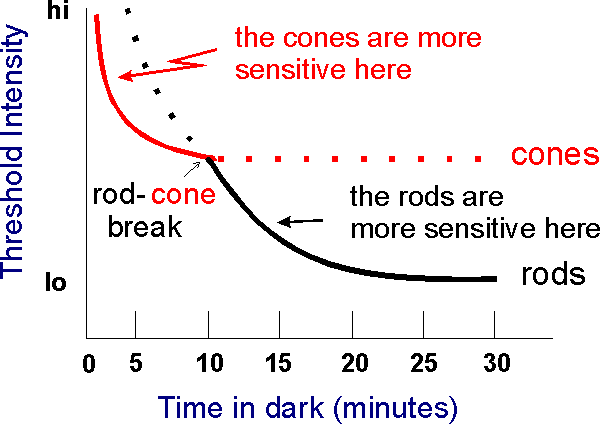 hi
the cones are more
sensitive here
Threshold Intensity
cones
rod-cone
break
the rods are
more sensitive here
lo
rods
0 5 10 15 20 25 30
Time in dark (minutes)